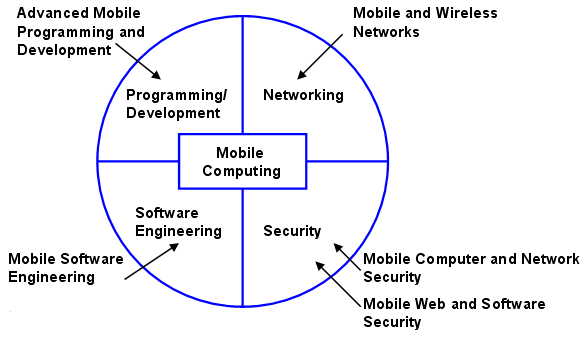 Advanced Mobile
Programming and
Development
Mobile and Wireless
Networks
Programming/
Development
Networking
Mobile
Computing
Software
Engineering
Security
Mobile Software
Engineering
Mobile Computer and Network
Security
Mobile Web and Software
Security